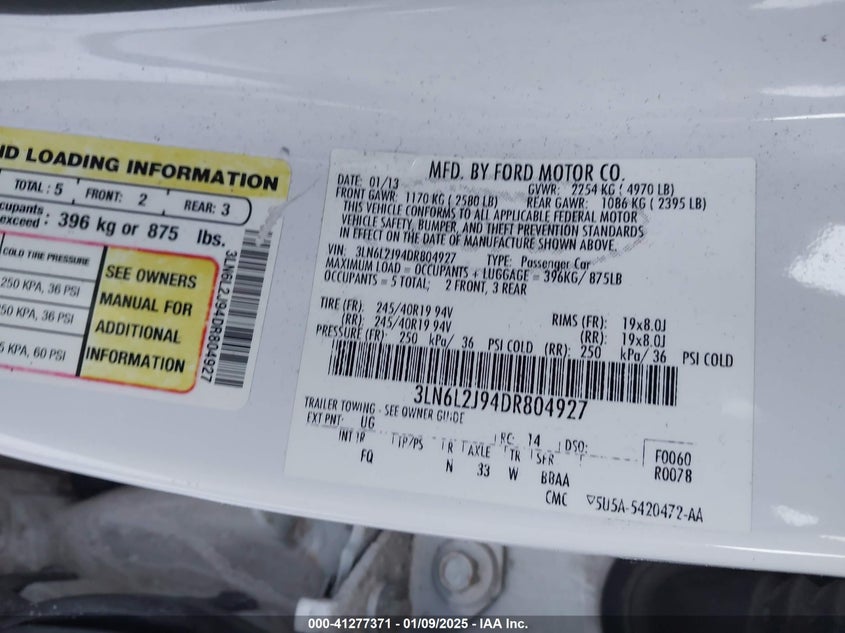 ID LOADING INFORMATION
TOTAL: 5 FRONT: 2 REAR: 3
cupants
exceed: 396 kg or 875 lbs.
COLD TIRE PRESSURE
250 KPA, 36 PSI
250 KPA, 36 PSI
5 KPA, 60 PSI
SEE OWNERS
MANUAL FOR
ADDITIONAL
INFORMATION
3LN6L2J94DR804927
MFD. BY FORD MOTOR CO.
DATE: 01/13 GVWR: 2254 KG ( 4970 LB)
FRONT GAWR: 1170 KG ( 2580 LB) REAR GAWR: 1086 KG ( 2395 LB)
THIS VEHICLE CONFORMS TO ALL APPLICABLE FEDERAL MOTOR
VEHICLE SAFETY, BUMPER, AND THEFT PREVENTION STANDARDS
IN EFFECT ON THE DATE OF MANUFACTURE SHOWN ABOVE.
VIN: 3LN6L2J94DR804927 TYPE: Passenger Car
MAXIMUM LOAD = OCCUPANTS + LUGGAGE = 396KG/ 875LB
OCCUPANTS = 5 TOTAL; 2 FRONT, 3 REAR
TIRE (FR): 245/40R19 94V RIMS (FR): 19x8.0J
(RR): 245/40R19 94V (RR): 19x8.0J
PRESSURE (FR): 250 kPa/ 36 PSI COLD (RR): 250 kPa/ 36 PSI COLD
3LN6L2J94DR804927
TRAILER TOWING - SEE OWNER GUIDE
EXT PNT: UG RC: 14 DSO: F0060
INT TR TP/PS R AXLE TR SPR R0078
FQ N 33 W BBAA
CMC 5U5A-5420472-AA
000-41277371 | 01/09/2025 | IAA Inc.